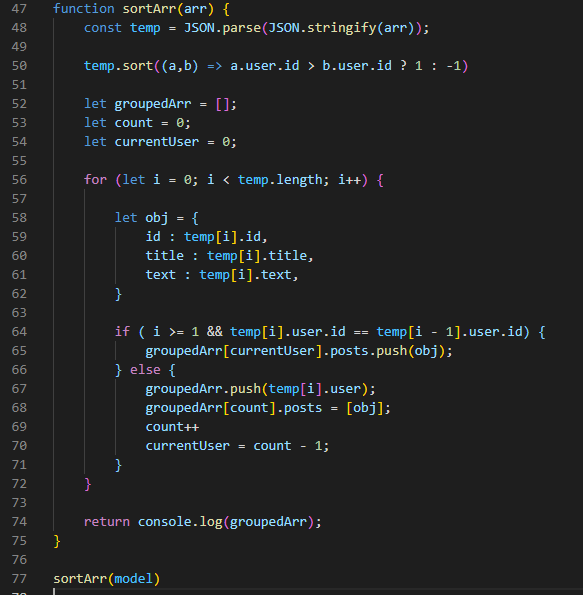 47 function sortArr(arr) {
48     const temp = JSON.parse(JSON.stringify(arr));
49
50     temp.sort((a,b) => a.user.id > b.user.id ? 1 : -1)
51
52     let groupedArr = [];
53     let count = 0;
54     let currentUser = 0;
55
56     for (let i = 0; i < temp.length; i++) {
57
58         let obj = {
59             id : temp[i].id,
60             title : temp[i].title,
61             text : temp[i].text,
62         }
63
64         if ( i >= 1 && temp[i].user.id == temp[i - 1].user.id) {
65             groupedArr[currentUser].posts.push(obj);
66         } else {
67             groupedArr.push(temp[i].user);
68             groupedArr[count].posts = [obj];
69             count++
70             currentUser = count - 1;
71         }
72     }
73
74     return console.log(groupedArr);
75 }
76
77 sortArr(model)